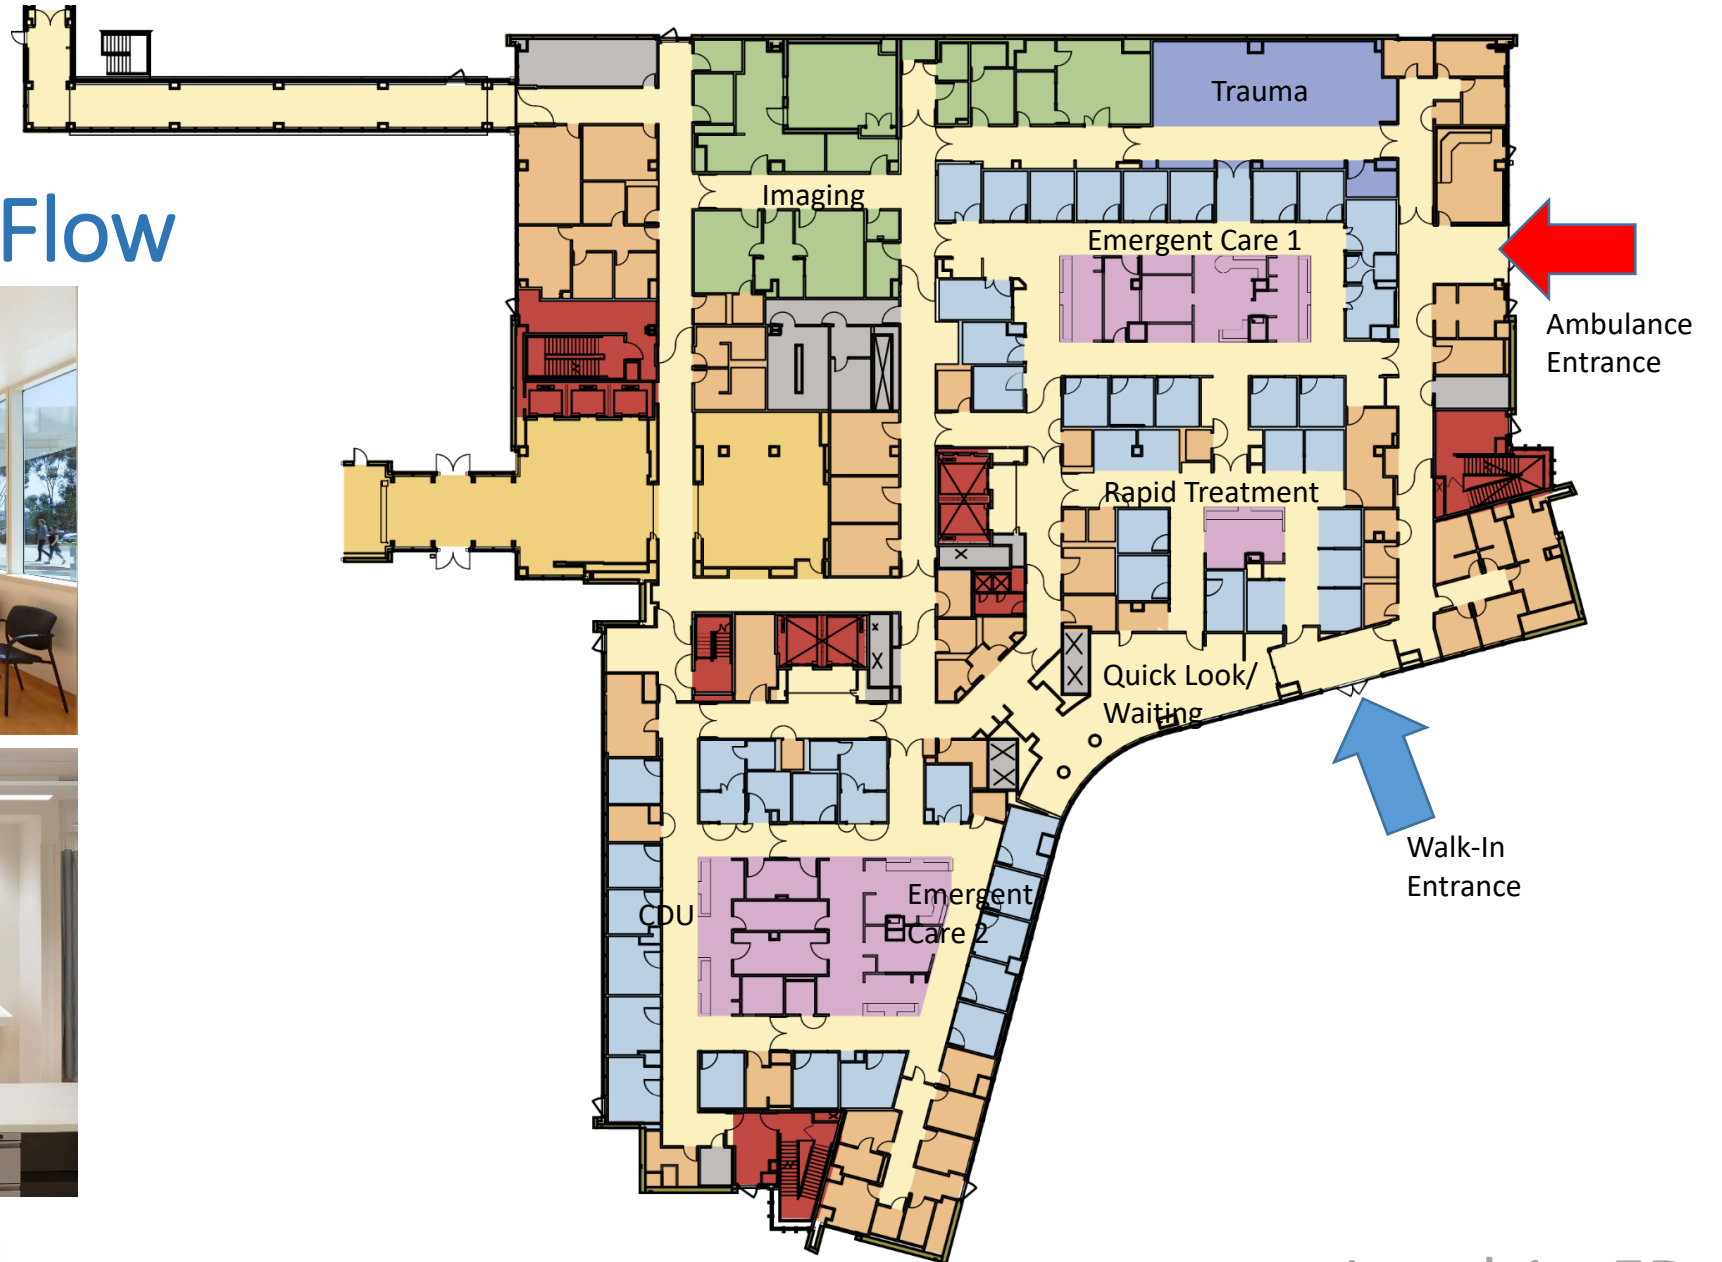 Flow
Trauma
Imaging
Emergent Care 1
Ambulance
Entrance
Rapid Treatment
Quick Look/
Waiting
Walk-In
Entrance
CDU
Emergent
Care 2